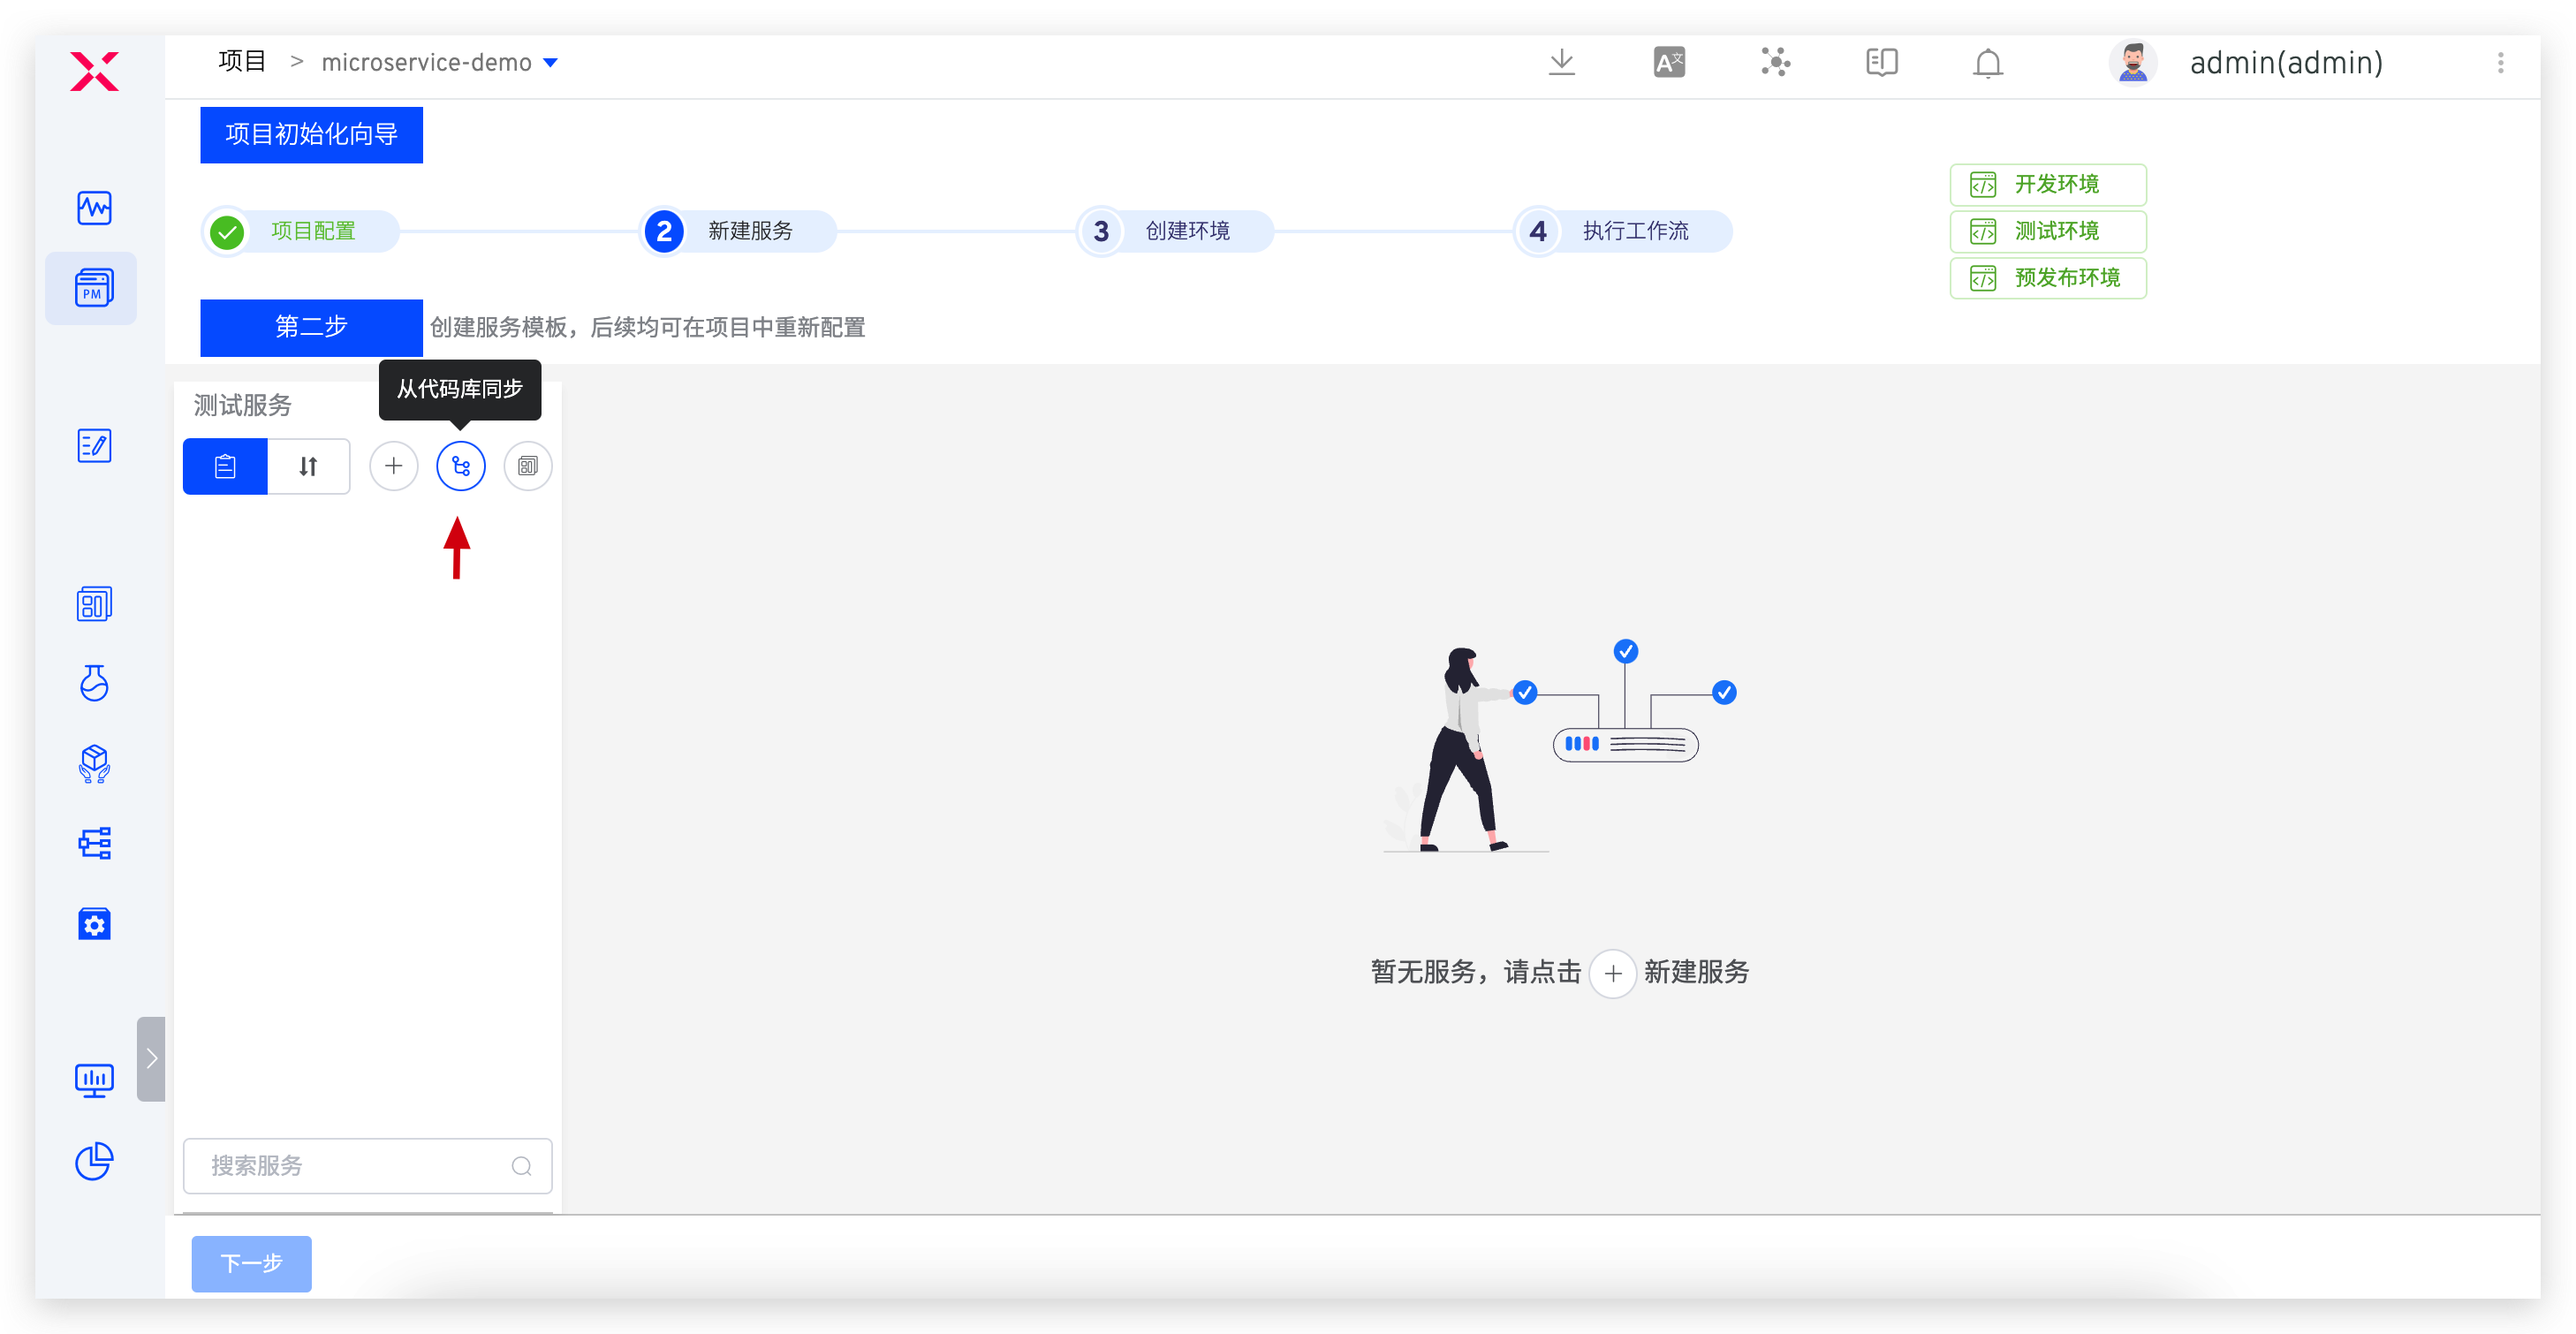 项目 > microservice-demo
A文
admin(admin)
项目初始化向导
项目配置
2 新建服务
3 创建环境
4 执行工作流
开发环境
测试环境
预发布环境
PM
第二步 创建服务模板，后续均可在项目中重新配置
从代码库同步
测试服务
暂无服务，请点击 + 新建服务
搜索服务
下一步